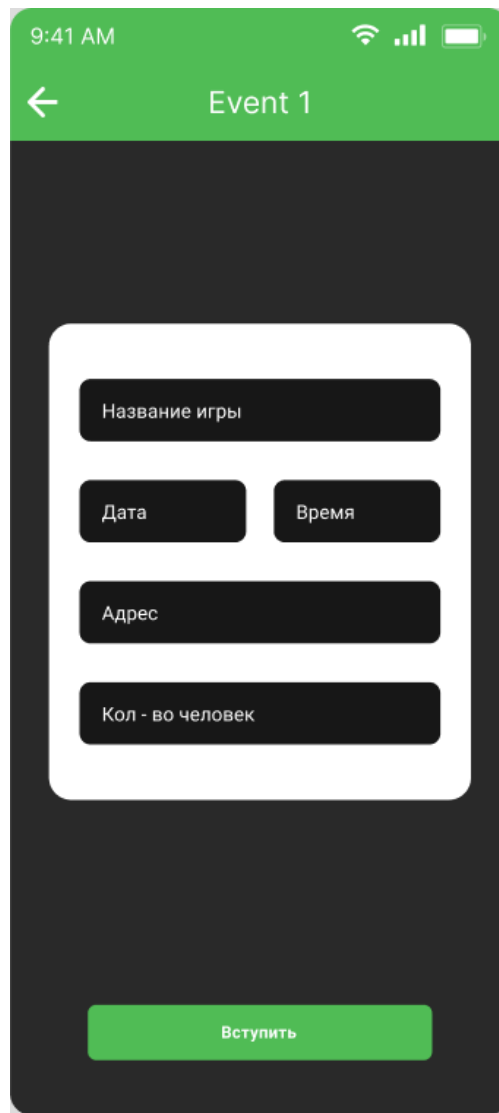 9:41 AM
Event 1
Название игры
Дата
Время
Адрес
Кол - во человек
Вступить